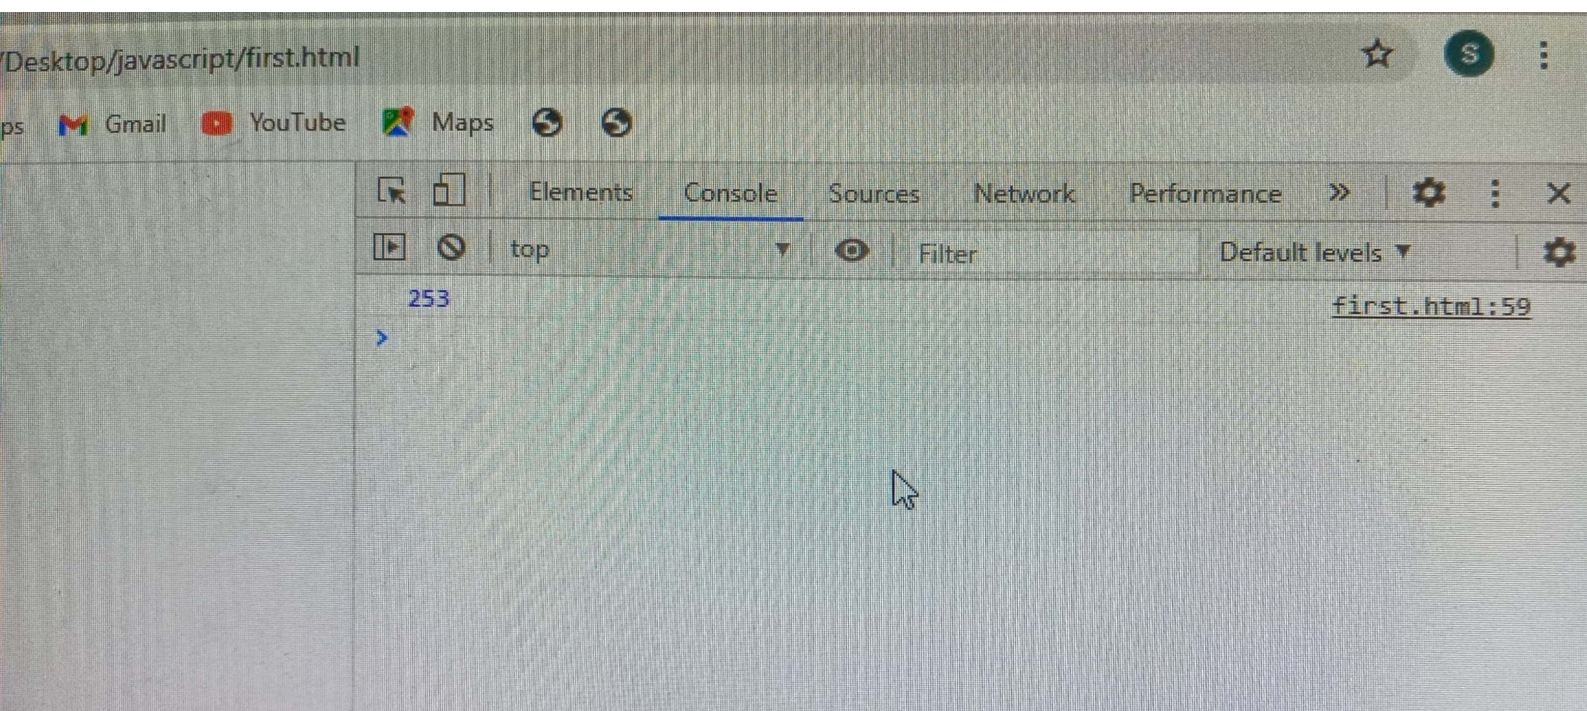 /Desktop/javascript/first.html S
ps Gmail YouTube Maps
Elements Console Sources Network Performance
top Filter Default levels
253 first.html:59